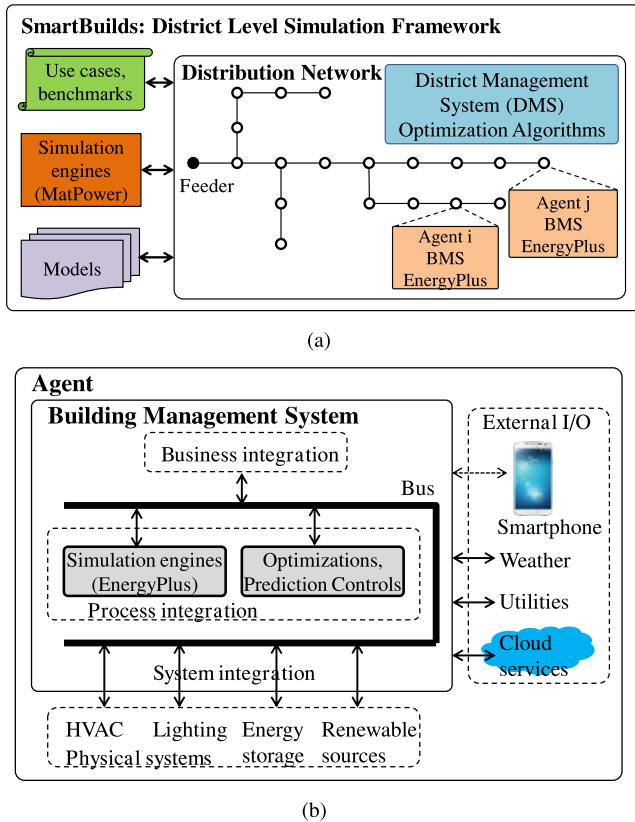 SmartBuilds: District Level Simulation Framework
Use cases,
benchmarks
Simulation
engines
(MatPower)
Models
Distribution Network
District Management
System (DMS)
Optimization Algorithms
Feeder
Agent i
BMS
EnergyPlus
Agent j
BMS
EnergyPlus
(a)
Agent
Building Management System
Business integration
Bus
Simulation engines
(EnergyPlus)
Optimizations,
Prediction Controls
Process integration
System integration
HVAC
Lighting
Energy
storage
Renewable
sources
Physical systems
External I/O
Smartphone
Weather
Utilities
Cloud
services
(b)